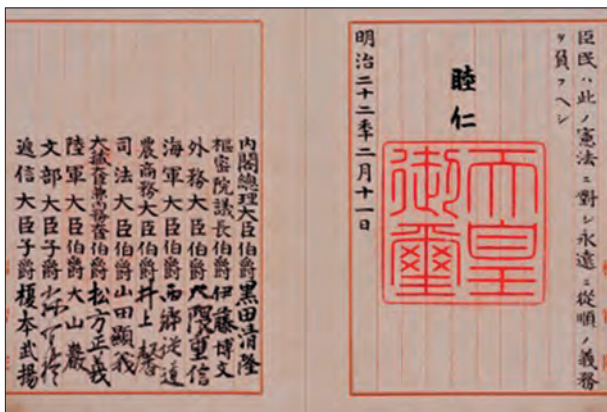 臣民ハ此ノ憲法ニ對シ永遠ニ從順ノ義務
ヲ負フヘシ
睦仁
天皇
御璽
明治二十二年二月十一日
内閣總理大臣伯爵黒田清隆
樞密院議長伯爵伊藤博文
外務大臣伯爵大隈重信
海軍大臣伯爵西郷從道
農商務大臣伯爵井上馨
司法大臣伯爵山田顯義
大藏大臣兼内務大臣伯爵松方正義
陸軍大臣伯爵大山巖
文部大臣子爵
遞信大臣子爵榎本武揚